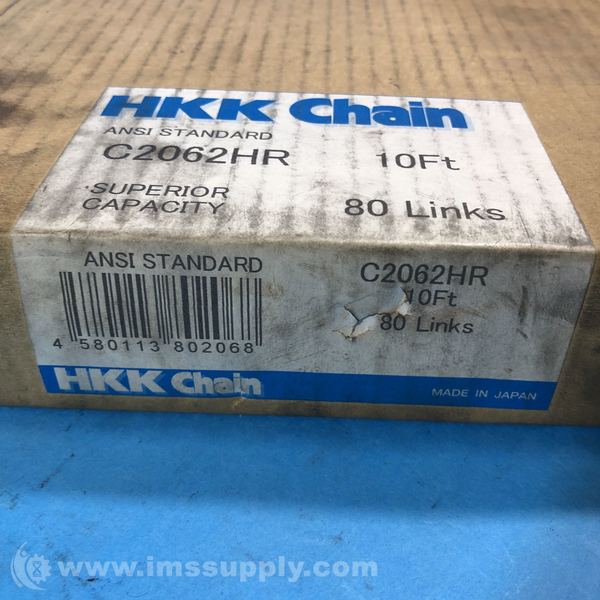 HKK Chain
ANSI STANDARD
C2062HR 10Ft
SUPERIOR
CAPACITY 80 Links
ANSI STANDARD
C2062HR
10Ft
80 Links
4 580113 802068
HKK Chain
MADE IN JAPAN
www.imssupply.com